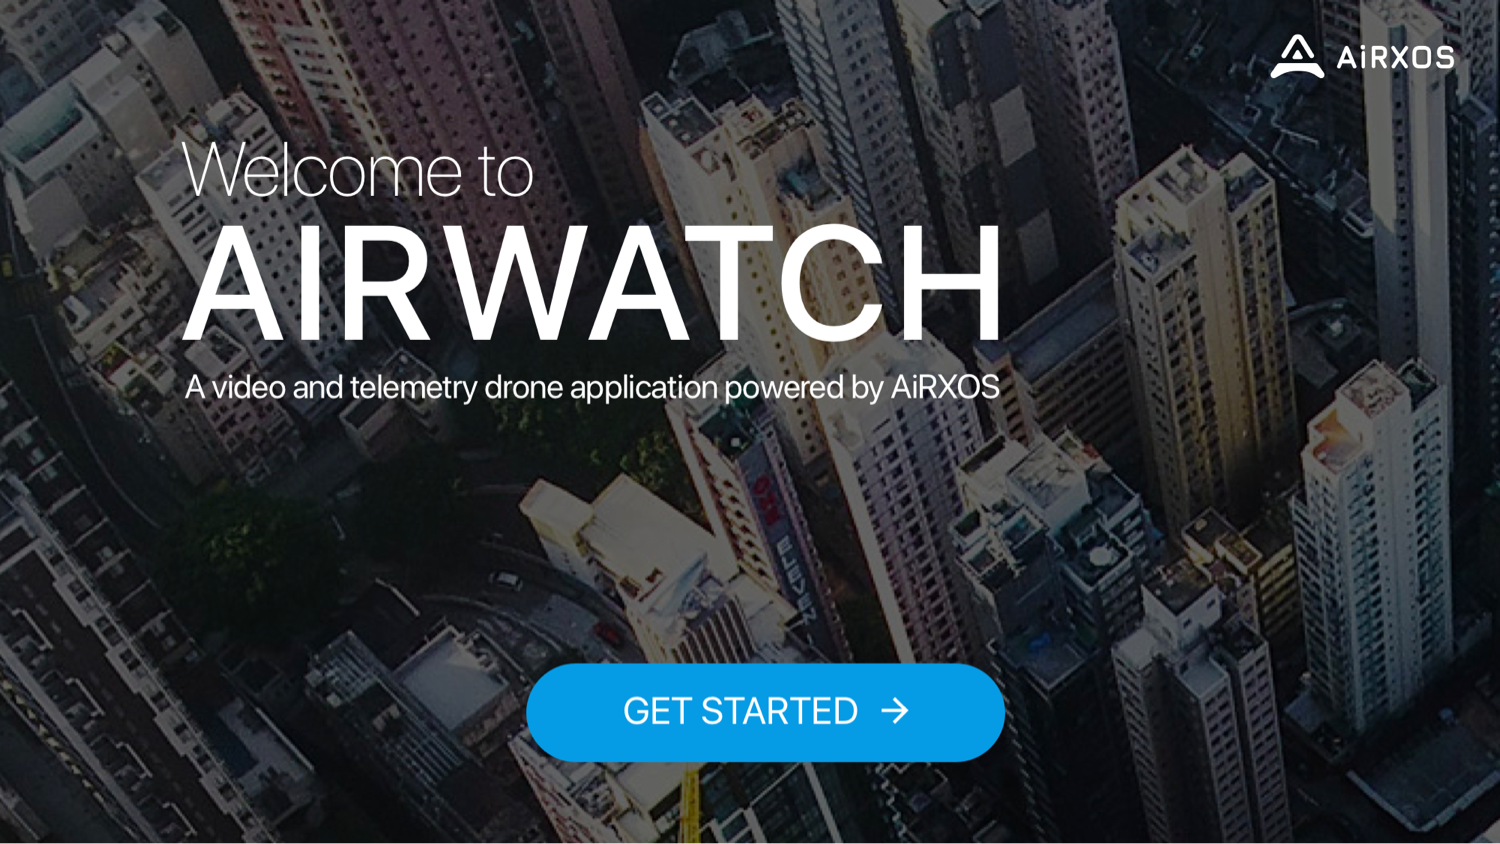 AiRXOS
Welcome to
AIRWATCH
A video and telemetry drone application powered by AiRXOS
GET STARTED →